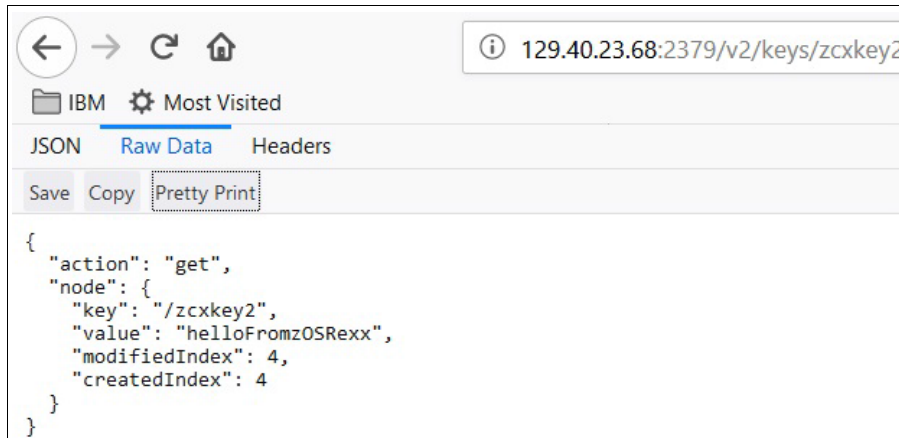 129.40.23.68:2379/v2/keys/zcxkey2
IBM Most Visited
JSON Raw Data Headers
Save Copy Pretty Print
{
"action": "get",
"node": {
"key": "/zcxkey2",
"value": "helloFromzOSRexx",
"modifiedIndex": 4,
"createdIndex": 4
}
}